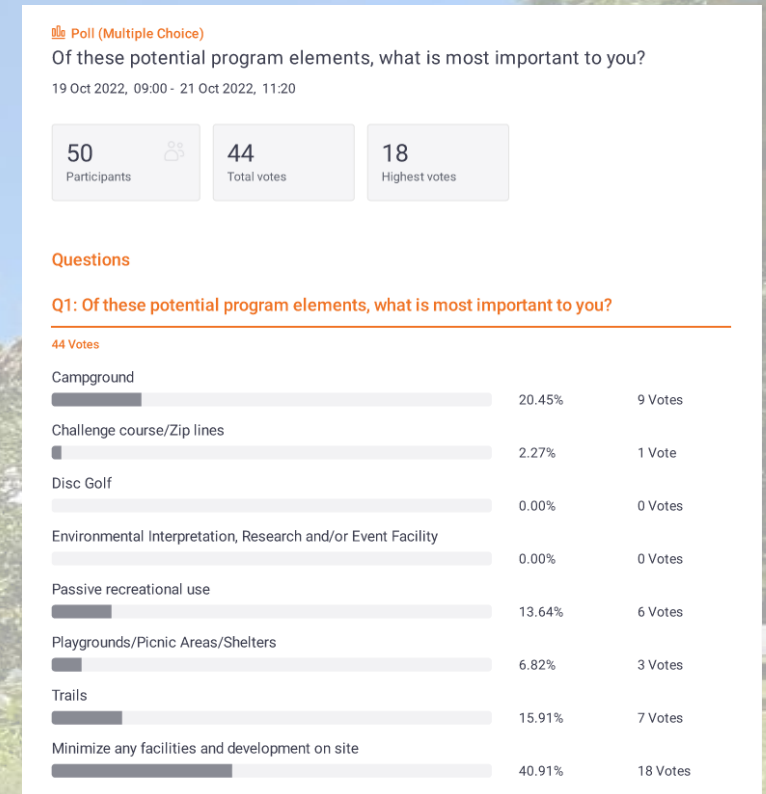 Poll (Multiple Choice)
Of these potential program elements, what is most important to you?
19 Oct 2022, 09:00 - 21 Oct 2022, 11:20
50 44 18
Participants Total votes Highest votes
Questions
Q1: Of these potential program elements, what is most important to you?
44 Votes
Campground
20.45% 9 Votes
Challenge course/Zip lines
2.27% 1 Vote
Disc Golf
0.00% 0 Votes
Environmental Interpretation, Research and/or Event Facility
0.00% 0 Votes
Passive recreational use
13.64% 6 Votes
Playgrounds/Picnic Areas/Shelters
6.82% 3 Votes
Trails
15.91% 7 Votes
Minimize any facilities and development on site
40.91% 18 Votes